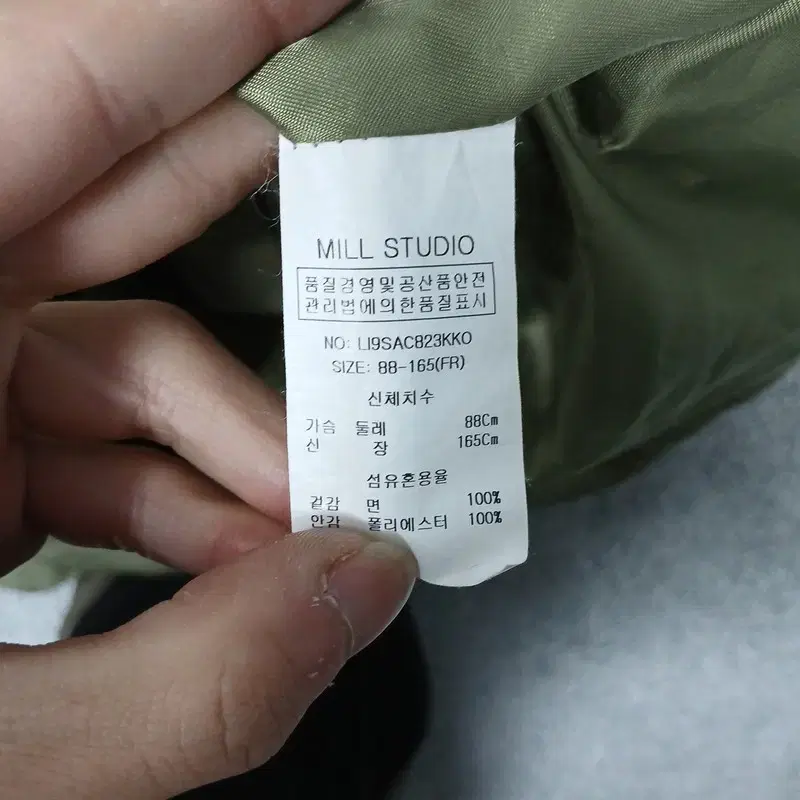 MILL STUDIO
품질경영및공산품안전
관리법에의한품질표시
NO: LI9SAC823KKO
SIZE: 88-165(FR)
신체치수
가슴 둘레 88Cm
신 장 165Cm
섬유혼용율
겉감 면 100%
안감 폴리에스터 100%